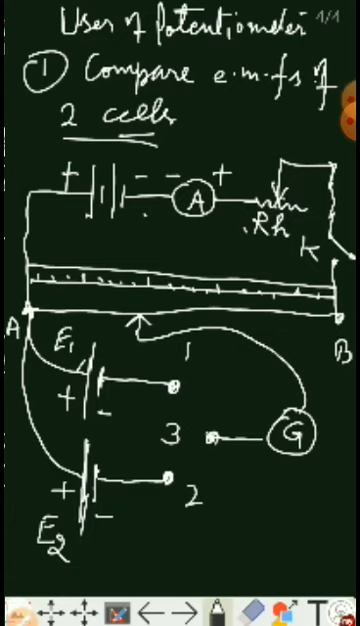 Uses of Potentiometer 1/1
① Compare e.m.fs of
2 cells
+ - - +
A
Rh
K
A B
E1 1
+ -
3 G
+ 2
-
E2
T